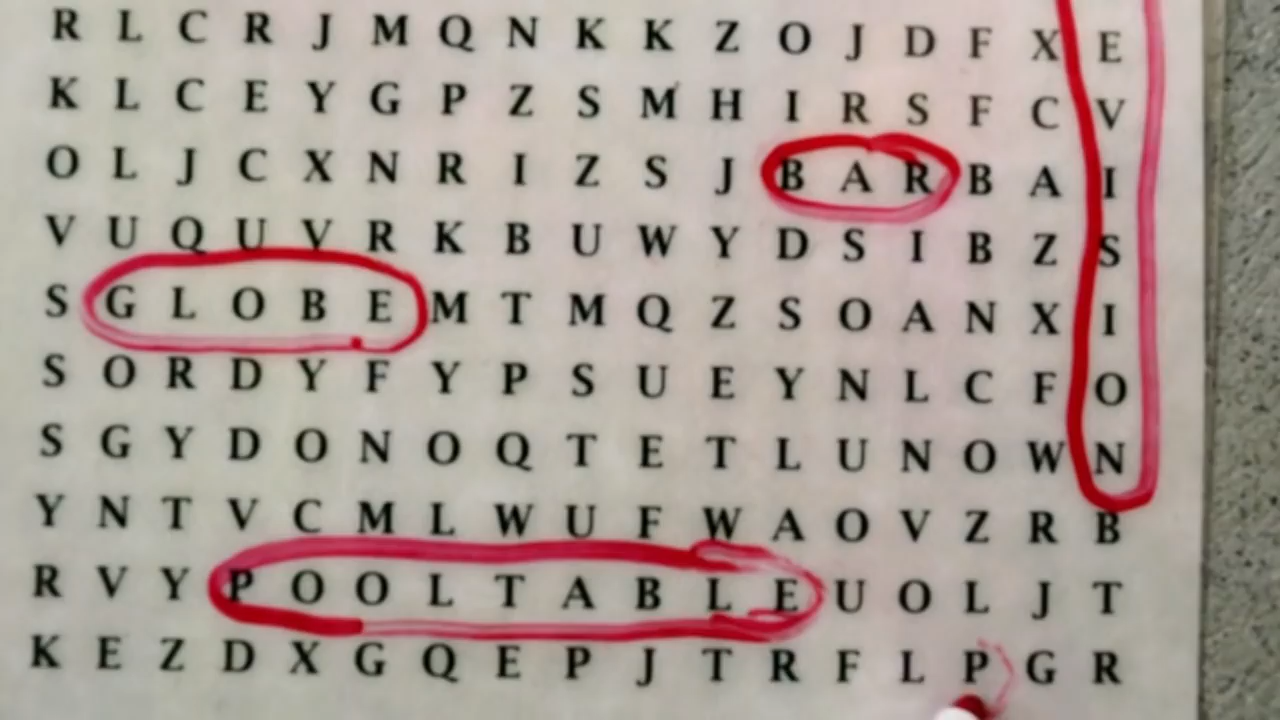 R L C R J M Q N K K Z O J D F X E
K L C E Y G P Z S M H I R S F C V
O L J C X N R I Z S J B A R B A I
V U Q U V R K B U W Y D S I B Z S
S G L O B E M T M Q Z S O A N X I
S O R D Y F Y P S U E Y N L C F O
S G Y D O N O Q T E T L U N O W N
Y N T V C M L W U F W A O V Z R B
R V Y P O O L T A B L E U O L J T
K E Z D X G Q E P J T R F L P G R